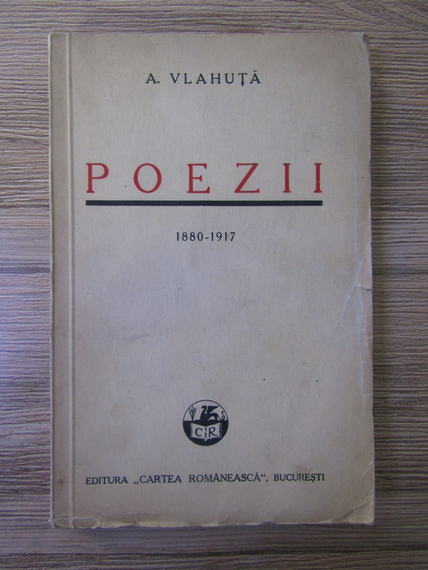 A. VLAHUȚĂ
POEZII
1880-1917
C R
EDITURA „CARTEA ROMÂNEASCĂ“, BUCUREȘTI